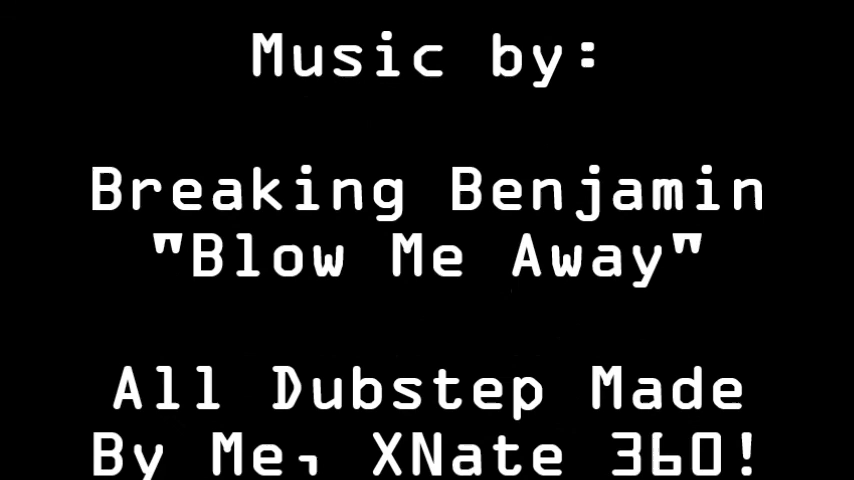 Music by:
Breaking Benjamin
"Blow Me Away"
All Dubstep Made
By Me, XNate 360!